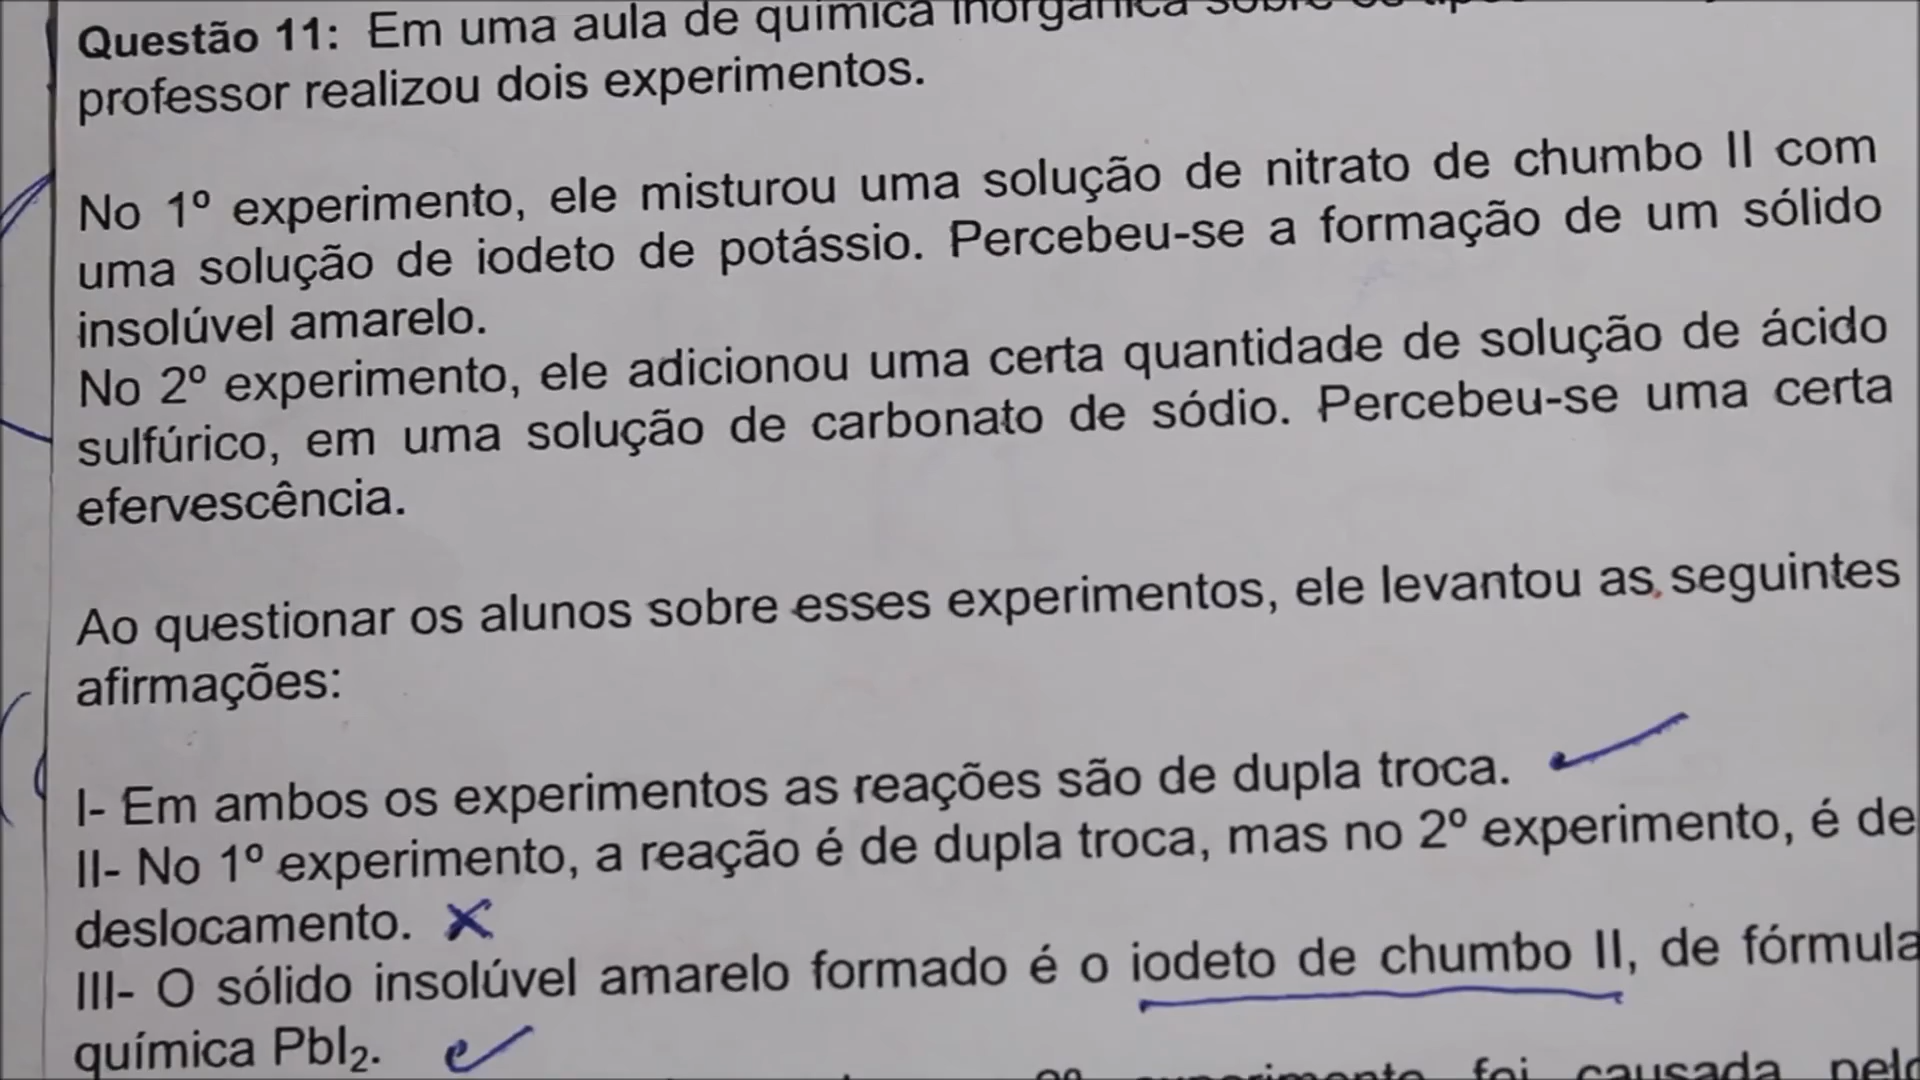 Questão 11: Em uma aula de química inorgânica
professor realizou dois experimentos.
No 1º experimento, ele misturou uma solução de nitrato de chumbo II com
uma solução de iodeto de potássio. Percebeu-se a formação de um sólido
insolúvel amarelo.
No 2º experimento, ele adicionou uma certa quantidade de solução de ácido
sulfúrico, em uma solução de carbonato de sódio. Percebeu-se uma certa
efervescência.
Ao questionar os alunos sobre esses experimentos, ele levantou as seguintes
afirmações:
I- Em ambos os experimentos as reações são de dupla troca.
II- No 1º experimento, a reação é de dupla troca, mas no 2º experimento, é de
deslocamento.
III- O sólido insolúvel amarelo formado é o iodeto de chumbo II, de fórmula
química PbI₂.
experimento foi causada